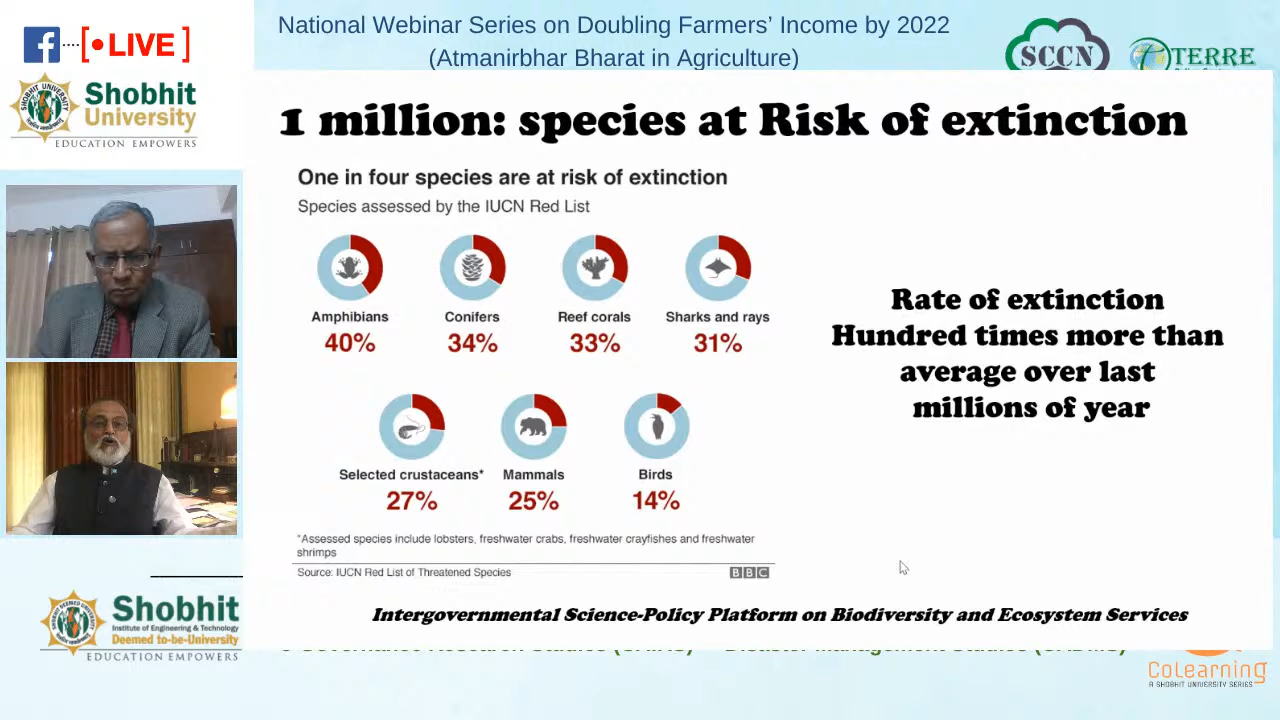 National Webinar Series on Doubling Farmers' Income by 2022
(Atmanirbhar Bharat in Agriculture)
[•LIVE]
SCCN
TERRE
Shobhit
University
EDUCATION EMPOWERS
1 million: species at Risk of extinction
One in four species are at risk of extinction
Species assessed by the IUCN Red List
Amphibians
40%
Conifers
34%
Reef corals
33%
Sharks and rays
31%
Selected crustaceans*
27%
Mammals
25%
Birds
14%
*Assessed species include lobsters, freshwater crabs, freshwater crayfishes and freshwater
shrimps
Source: IUCN Red List of Threatened Species
BBC
Rate of extinction
Hundred times more than
average over last
millions of year
Intergovernmental Science-Policy Platform on Biodiversity and Ecosystem Services
Shobhit
Institute of Engineering & Technology
Deemed to-be-University
EDUCATION EMPOWERS
CoLearning
A SHOBHIT UNIVERSITY SERIES